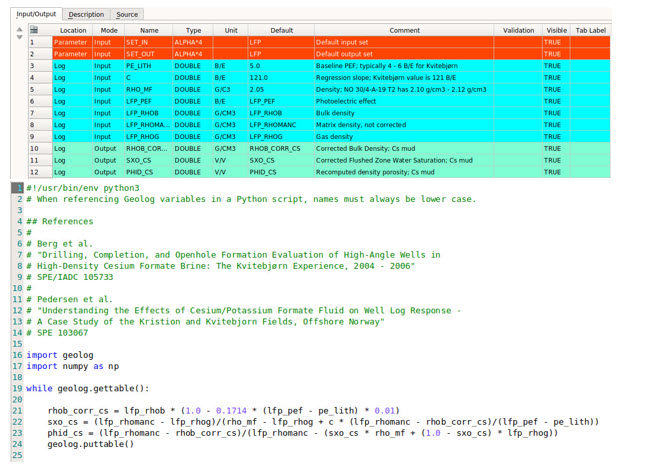 Input/Output Description Source
Location Mode Name Type Unit Default Comment Validation Visible Tab Label
1 Parameter Input SET_IN ALPHA*4 LFP Default input set TRUE
2 Parameter Input SET_OUT ALPHA*4 LFP Default output set TRUE
3 Log Input PE_LITH DOUBLE B/E 5.0 Baseline PEF; typically 4 - 6 B/E for Kvitebjørn TRUE
4 Log Input C DOUBLE B/E 121.0 Regression slope; Kvitebjørn value is 121 B/E TRUE
5 Log Input RHO_MF DOUBLE G/C3 2.05 Density; NO 30/4-A-19 T2 has 2.10 g/cm3 - 2.12 g/cm3 TRUE
6 Log Input LFP_PEF DOUBLE B/E LFP_PEF Photoelectric effect TRUE
7 Log Input LFP_RHOB DOUBLE G/CM3 LFP_RHOB Bulk density TRUE
8 Log Input LFP_RHOMA... DOUBLE G/CM3 LFP_RHOMANC Matrix density, not corrected TRUE
9 Log Input LFP_RHOG DOUBLE G/CM3 LFP_RHOG Gas density TRUE
10 Log Output RHOB_COR... DOUBLE G/CM3 RHOB_CORR_CS Corrected Bulk Density; Cs mud TRUE
11 Log Output SXO_CS DOUBLE V/V SXO_CS Corrected Flushed Zone Water Saturation; Cs mud TRUE
12 Log Output PHID_CS DOUBLE V/V PHID_CS Recomputed density porosity; Cs mud TRUE
1 #!/usr/bin/env python3
2 # When referencing Geolog variables in a Python script, names must always be lower case.
3
4 ## References
5 #
6 # Berg et al.
7 # "Drilling, Completion, and Openhole Formation Evaluation of High-Angle Wells in
8 # High-Density Cesium Formate Brine: The Kvitebjørn Experience, 2004 - 2006"
9 # SPE/IADC 105733
10 #
11 # Pedersen et al.
12 # "Understanding the Effects of Cesium/Potassium Formate Fluid on Well Log Response -
13 # A Case Study of the Kristion and Kvitebjorn Fields, Offshore Norway"
14 # SPE 103067
15
16 import geolog
17 import numpy as np
18
19 while geolog.gettable():
20
21 rhob_corr_cs = lfp_rhob * (1.0 - 0.1714 * (lfp_pef - pe_lith) * 0.01)
22 sxo_cs = (lfp_rhomanc - lfp_rhog)/(rho_mf - lfp_rhog + c * (lfp_rhomanc - rhob_corr_cs)/(lfp_pef - pe_lith))
23 phid_cs = (lfp_rhomanc - rhob_corr_cs)/(lfp_rhomanc - (sxo_cs * rho_mf + (1.0 - sxo_cs) * lfp_rhog))
24 geolog.puttable()
25